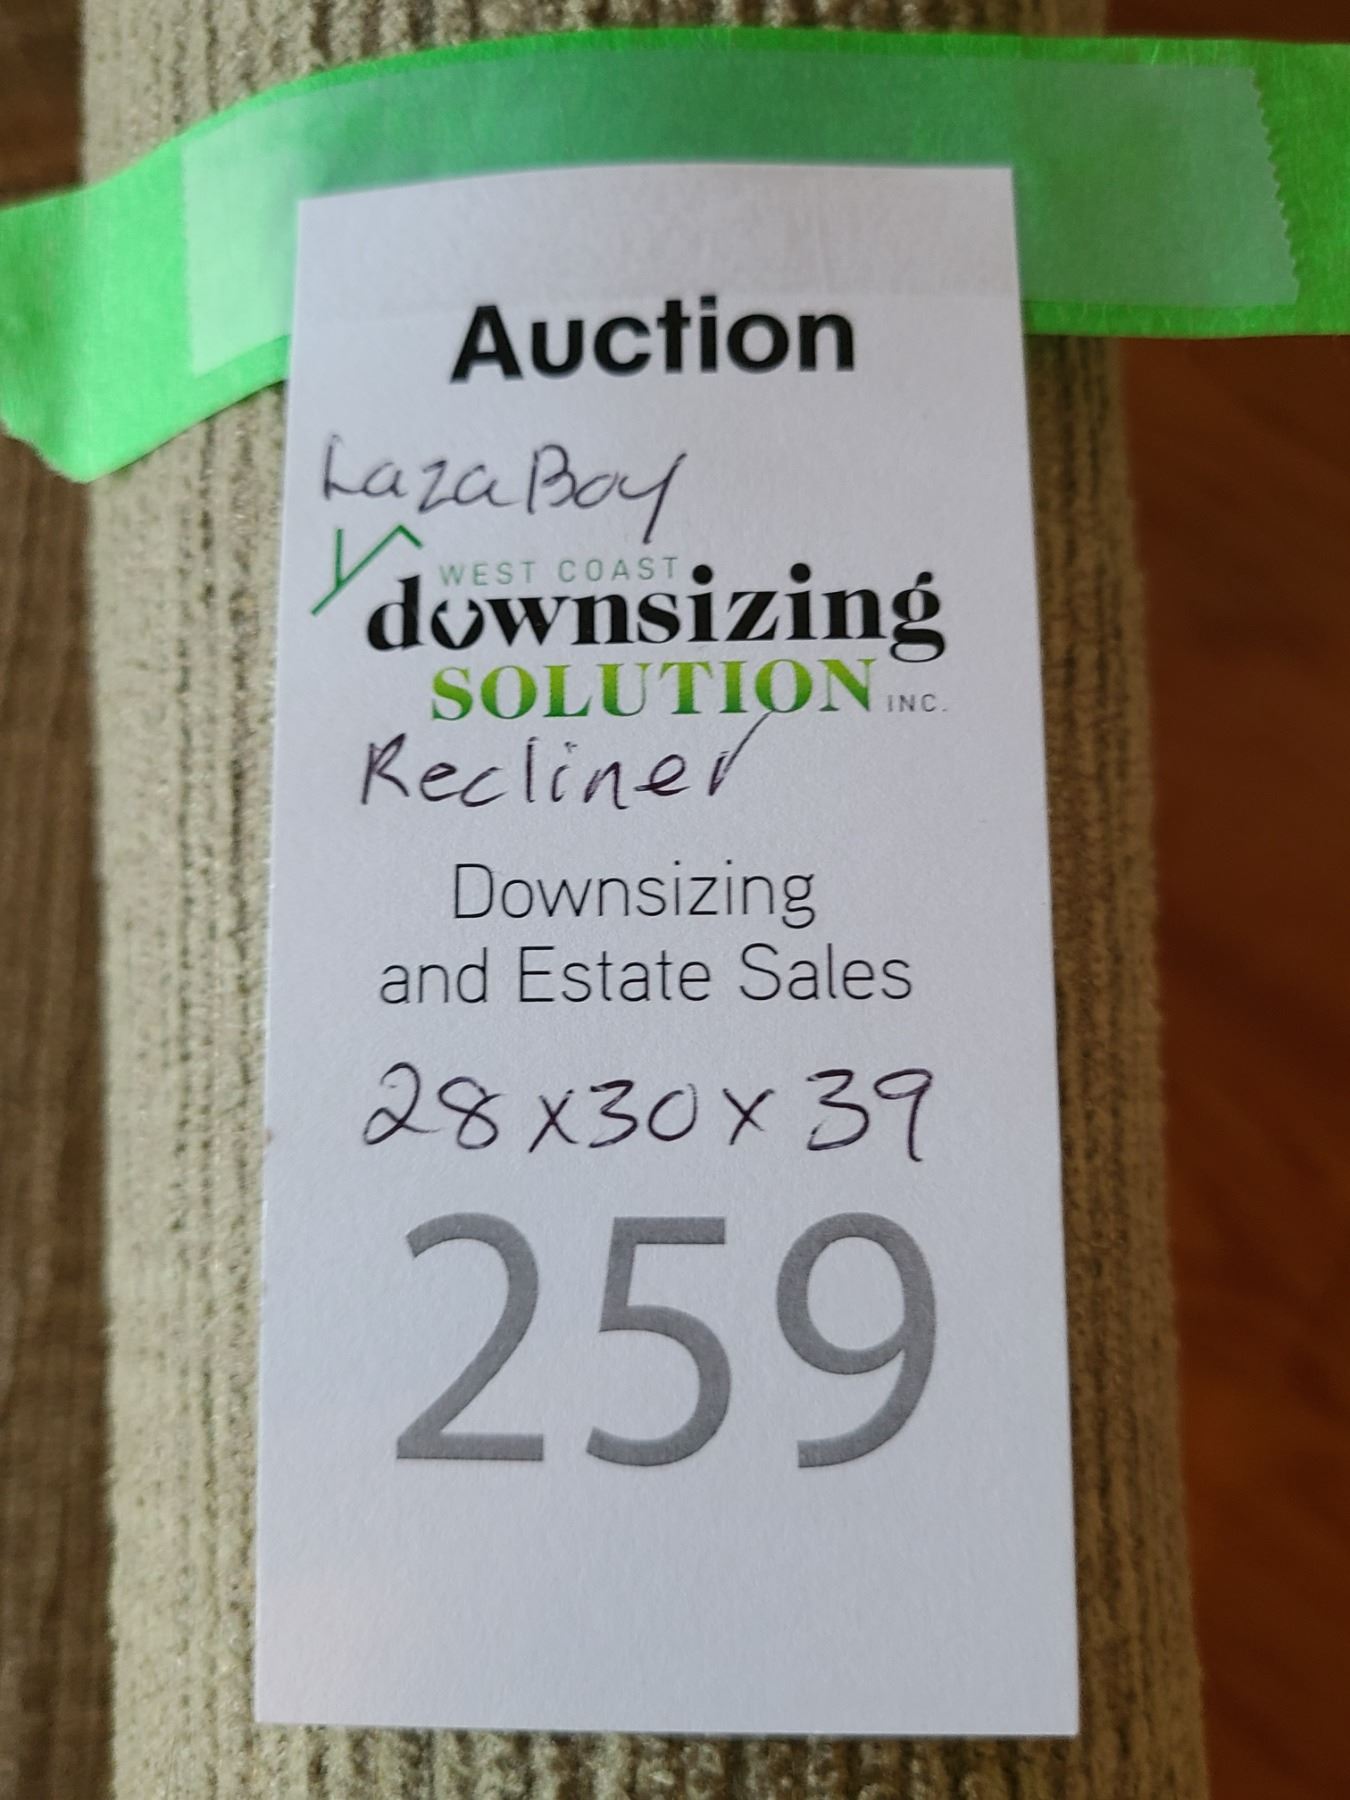 Auction
LazaBoy
WEST COAST
downsizing
SOLUTION INC.
Recliner
Downsizing
and Estate Sales
28x30x39
259